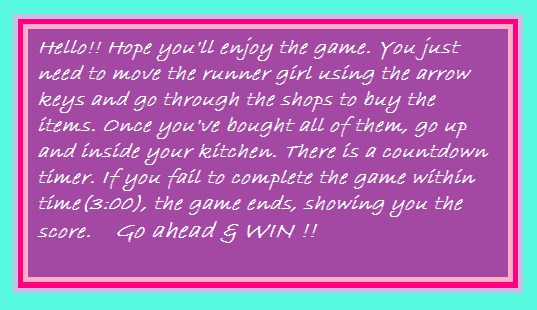 Hello!! Hope you'll enjoy the game. You just
need to move the runner girl using the arrow
keys and go through the shops to buy the
items. Once you've bought all of them, go up
and inside your kitchen. There is a countdown
timer. If you fail to complete the game within
time(3:00), the game ends, showing you the
score. Go ahead & WIN !!